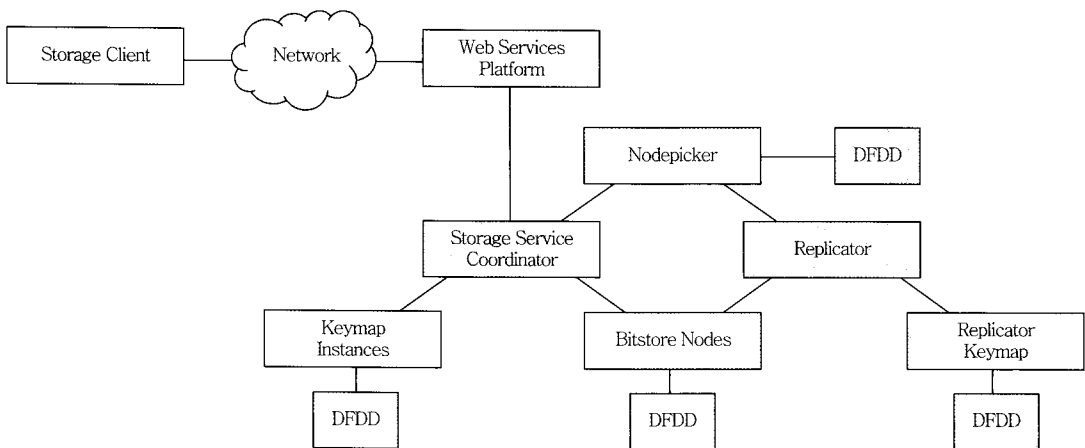 Storage Client
Network
Web Services
Platform
Nodepicker
DFDD
Storage Service
Coordinator
Replicator
Keymap
Instances
Bitstore Nodes
Replicator
Keymap
DFDD
DFDD
DFDD